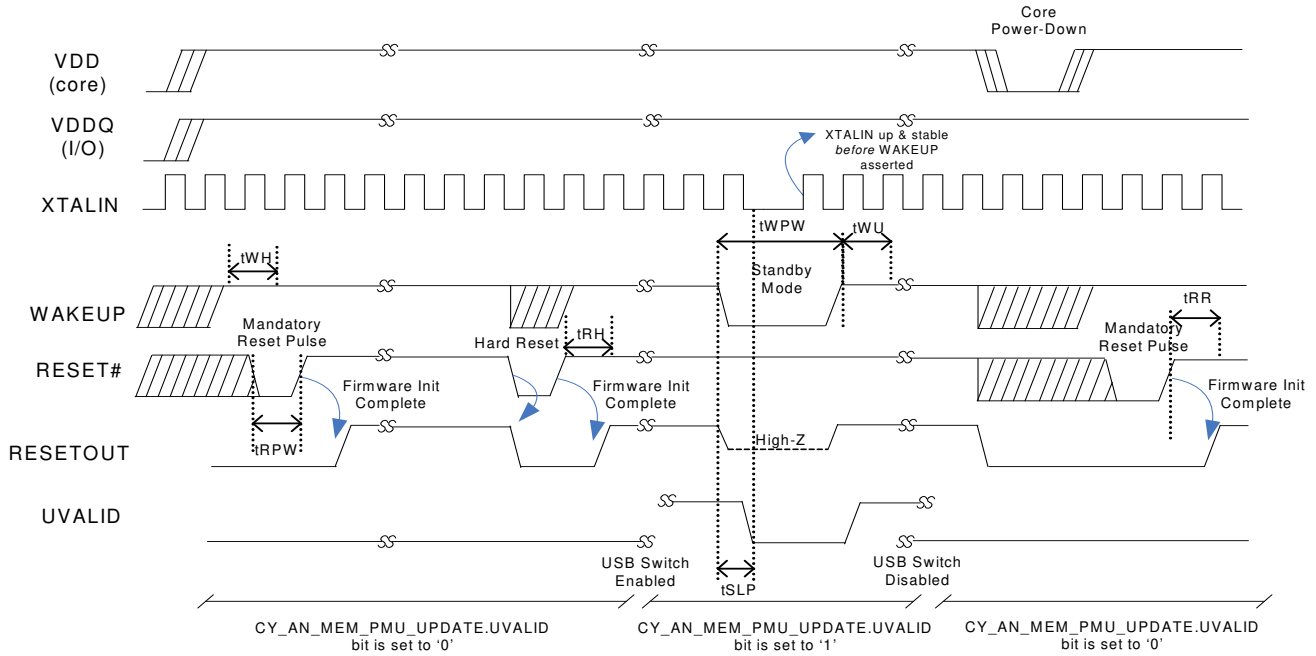 Core
Power-Down
VDD
(core)
VDDQ
(I/O)
XTALIN up & stable
before WAKEUP
asserted
XTALIN
tWPW
tWU
tWH
Standby
Mode
WAKEUP
tRR
Mandatory
Reset Pulse
Hard Reset
tRH
Mandatory
Reset Pulse
RESET#
Firmware Init
Complete
Firmware Init
Complete
Firmware Init
Complete
High-Z
tRPW
RESETOUT
UVALID
USB Switch
Enabled
USB Switch
Disabled
tSLP
CY_AN_MEM_PMU_UPDATE.UVALID
bit is set to ‘0’
CY_AN_MEM_PMU_UPDATE.UVALID
bit is set to ‘1’
CY_AN_MEM_PMU_UPDATE.UVALID
bit is set to ‘0’